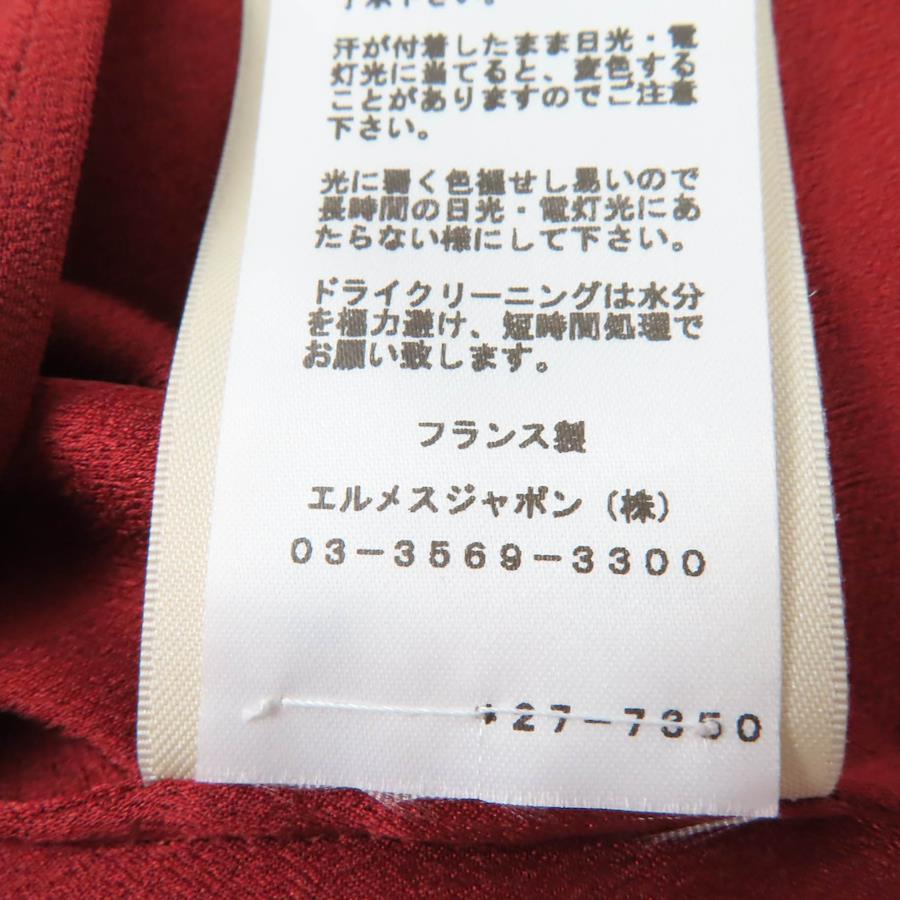 了承下さい。
汗が付着したまま日光・電
灯光に当てると、変色する
ことがありますのでご注意
下さい。
光に弱く色褪せし易いので
長時間の日光・電灯光にあ
たらない様にして下さい。
ドライクリーニングは水分
を極力避け、短時間処理で
お願い致します。
フランス製
エルメスジャポン（株）
03-3569-3300
27-7350